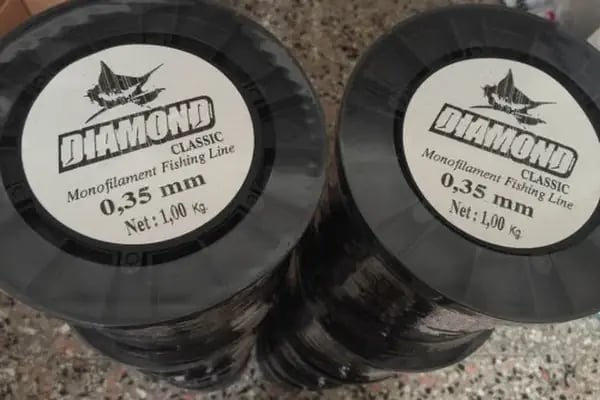 DIAMOND
CLASSIC
Monofilament Fishing Line
0,35 mm
Net : 1,00 Kg.
DIAMOND
CLASSIC
Monofilament Fishing Line
0,35 mm
Net : 1,00 Kg.